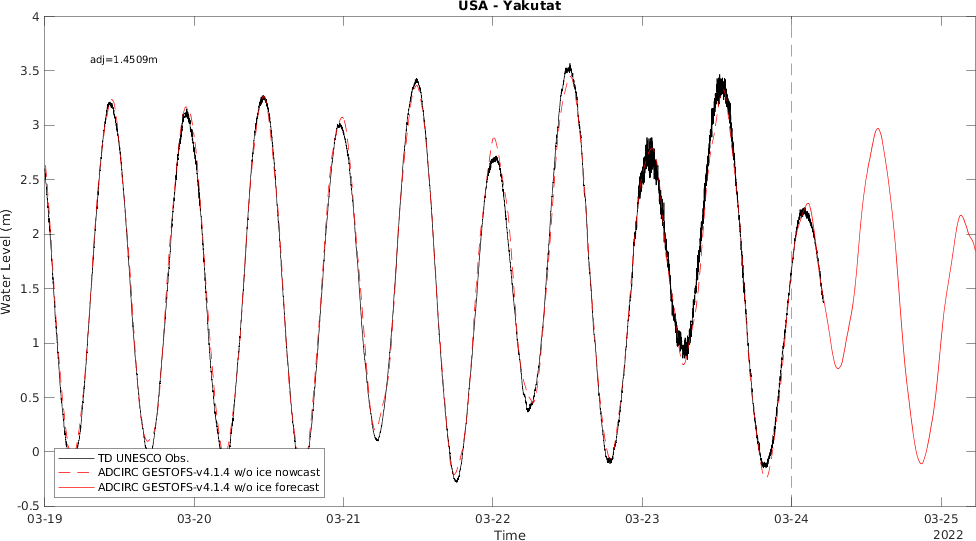 USA - Yakutat
adj=1.4509m
4
3.5
3
2.5
2
1.5
1
0.5
0
-0.5
Water Level (m)
TD UNESCO Obs.
ADCIRC GESTOFS-v4.1.4 w/o ice nowcast
ADCIRC GESTOFS-v4.1.4 w/o ice forecast
03-19 03-20 03-21 03-22 03-23 03-24 03-25
Time
2022